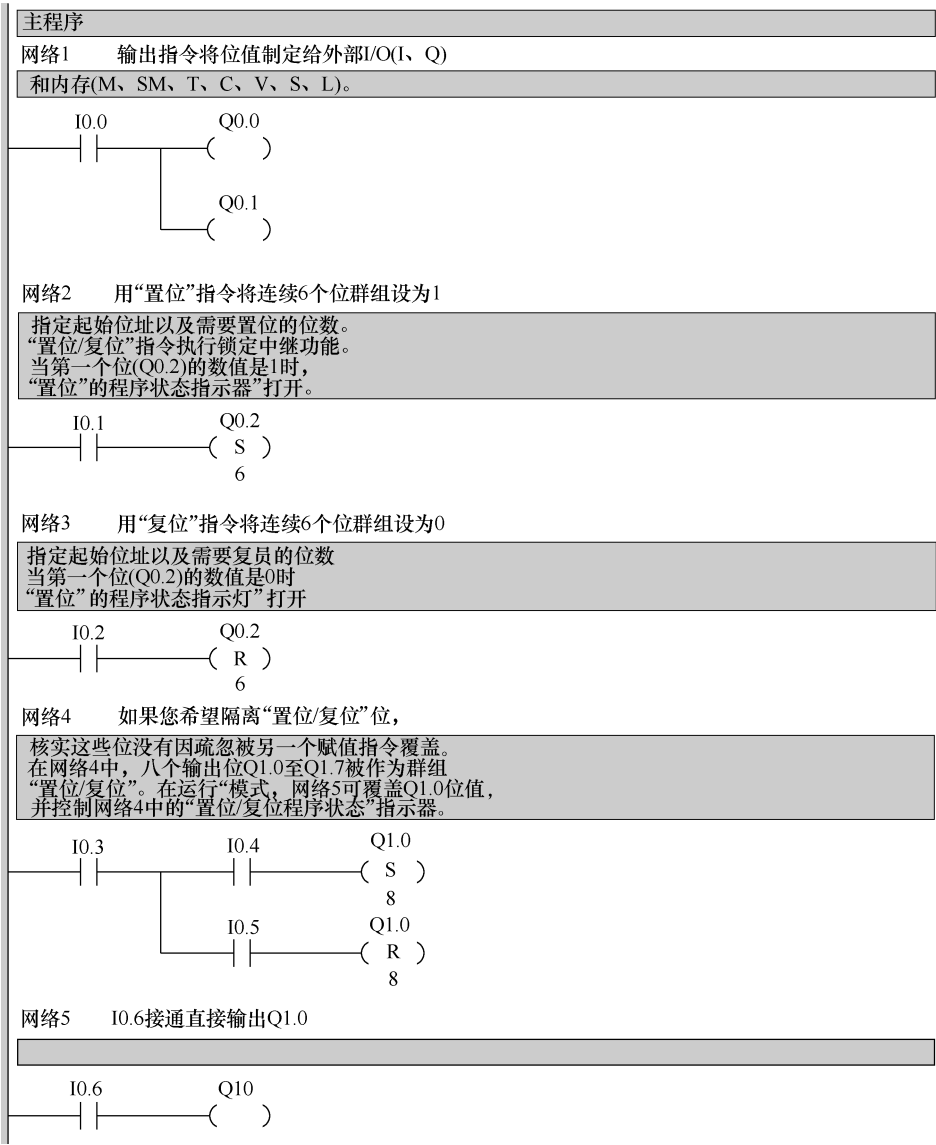 主程序
网络1 输出指令将位值制定给外部I/O(I、Q)
和内存(M、SM、T、C、V、S、L)。
I0.0 Q0.0
( )
Q0.1
( )
网络2 用“置位”指令将连续6个位群组设为1
指定起始位址以及需要置位的位数。
“置位/复位”指令执行锁定中继功能。
当第一个位(Q0.2)的数值是1时，
“置位”的程序状态指示器”打开。
I0.1 Q0.2
( S )
6
网络3 用“复位”指令将连续6个位群组设为0
指定起始位址以及需要复员的位数
当第一个位(Q0.2)的数值是0时
“置位”的程序状态指示灯”打开
I0.2 Q0.2
( R )
6
网络4 如果您希望隔离“置位/复位”位，
核实这些位没有因疏忽被另一个赋值指令覆盖。
在网络4中，八个输出位Q1.0至Q1.7被作为群组
“置位/复位”。在运行“模式，网络5可覆盖Q1.0位值，
并控制网络4中的“置位/复位程序状态”指示器。
I0.3 I0.4 Q1.0
( S )
8
I0.5 Q1.0
( R )
8
网络5 I0.6接通直接输出Q1.0
I0.6 Q10
( )